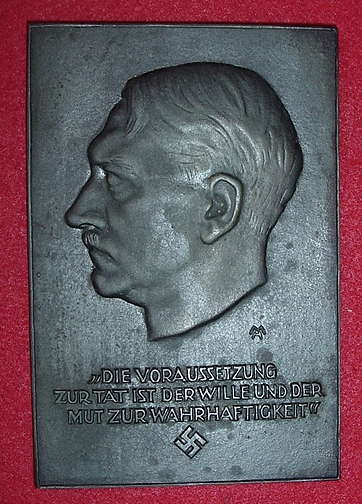 „DIE VORAUSSETZUNG
ZUR TAT IST DER WILLE UND DER
MUT ZUR WAHRHAFTIGKEIT"